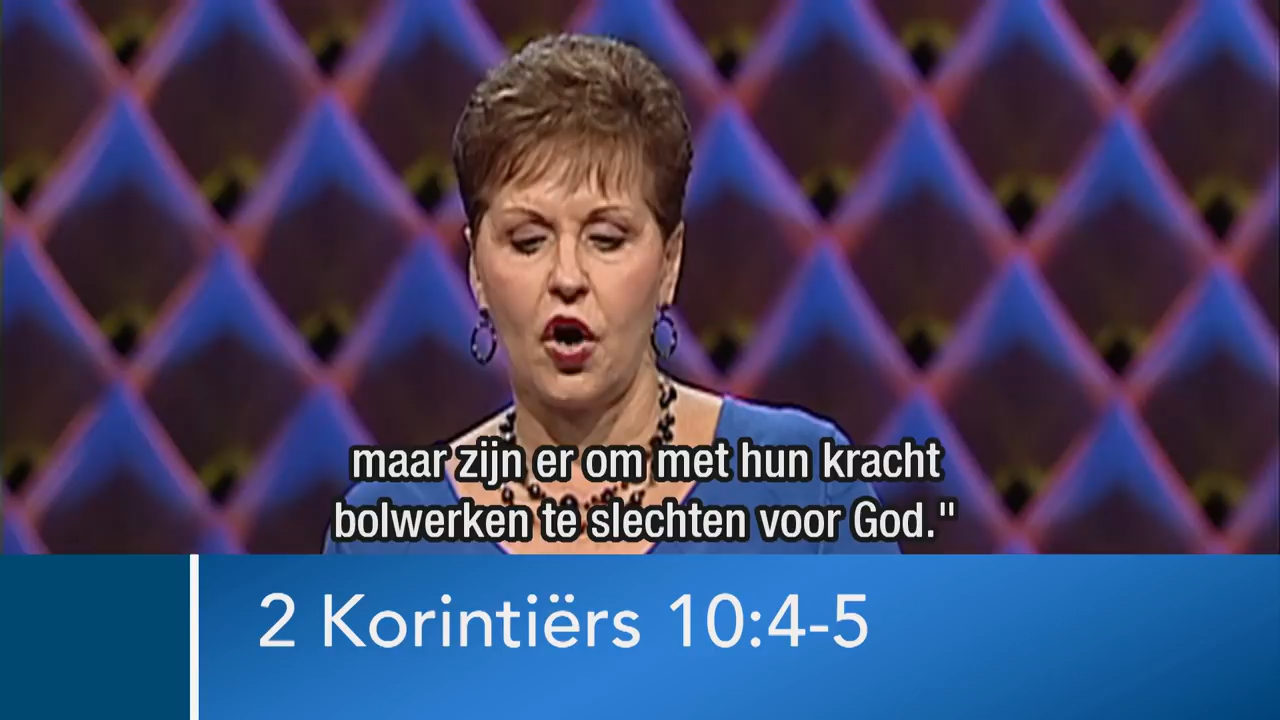 maar zijn er om met hun kracht
bolwerken te slechten voor God."
2 Korintiërs 10:4-5